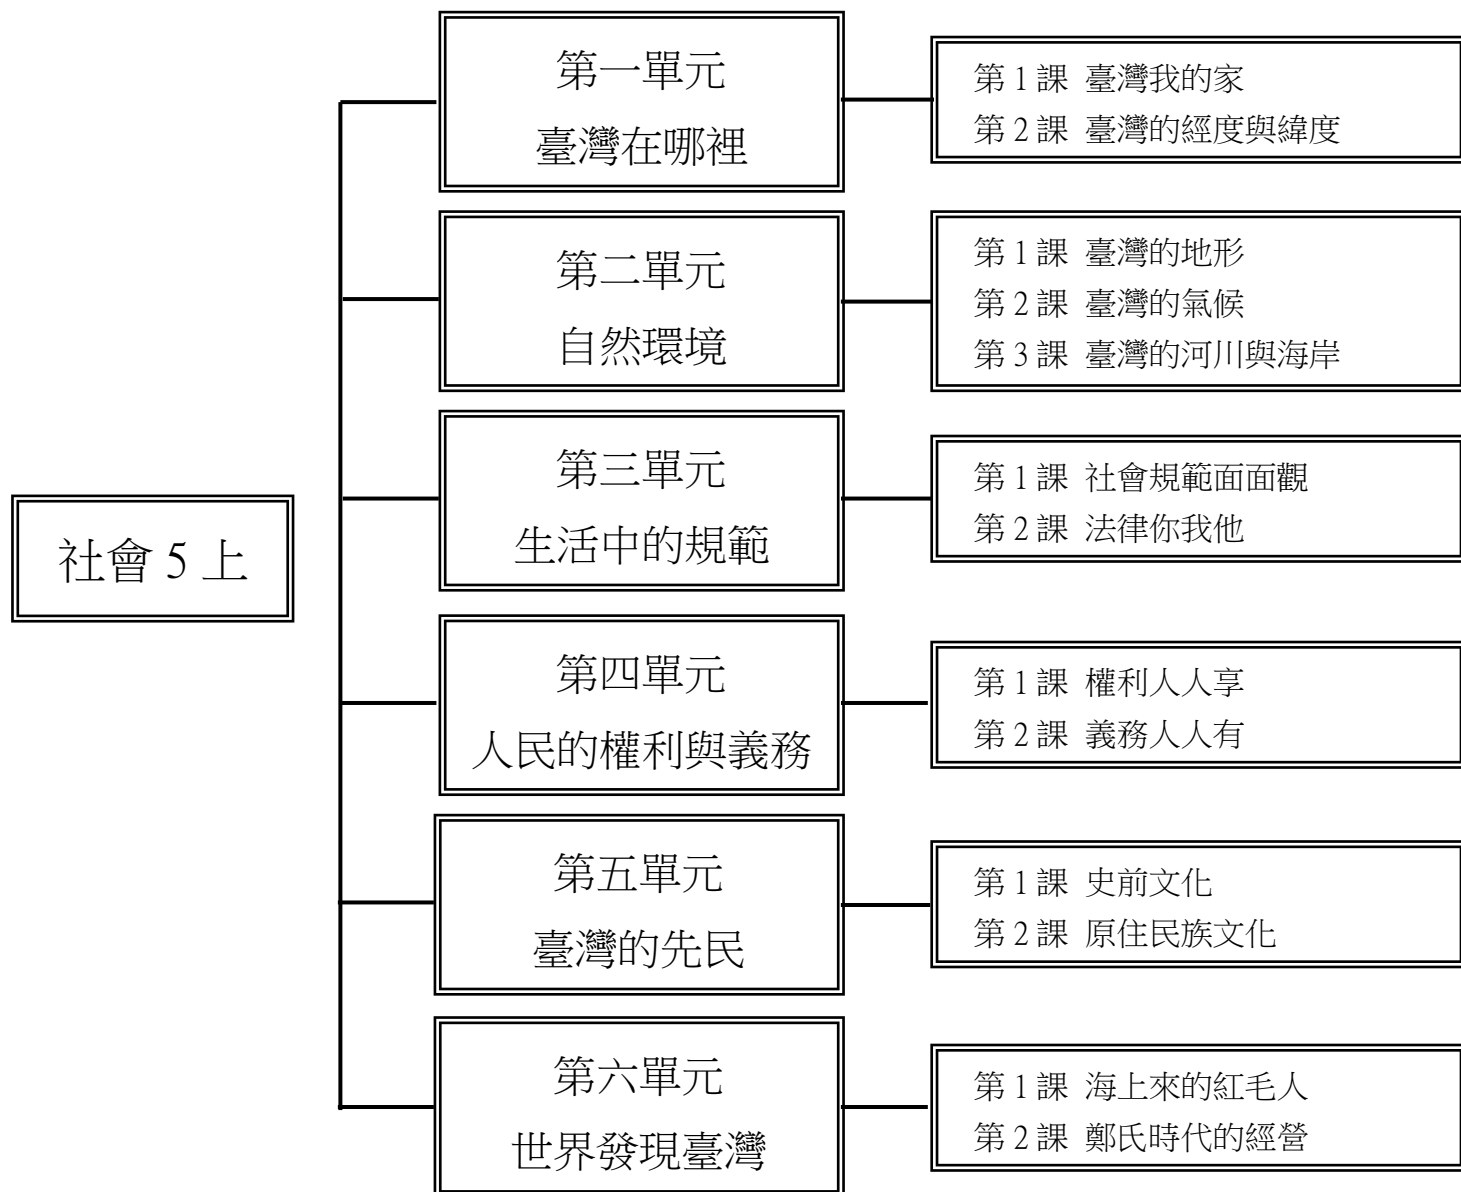 社會 5 上
第一單元
臺灣在哪裡
第 1 課 臺灣我的家
第 2 課 臺灣的經度與緯度
第二單元
自然環境
第 1 課 臺灣的地形
第 2 課 臺灣的氣候
第 3 課 臺灣的河川與海岸
第三單元
生活中的規範
第 1 課 社會規範面面觀
第 2 課 法律你我他
第四單元
人民的權利與義務
第 1 課 權利人人享
第 2 課 義務人人有
第五單元
臺灣的先民
第 1 課 史前文化
第 2 課 原住民族文化
第六單元
世界發現臺灣
第 1 課 海上來的紅毛人
第 2 課 鄭氏時代的經營